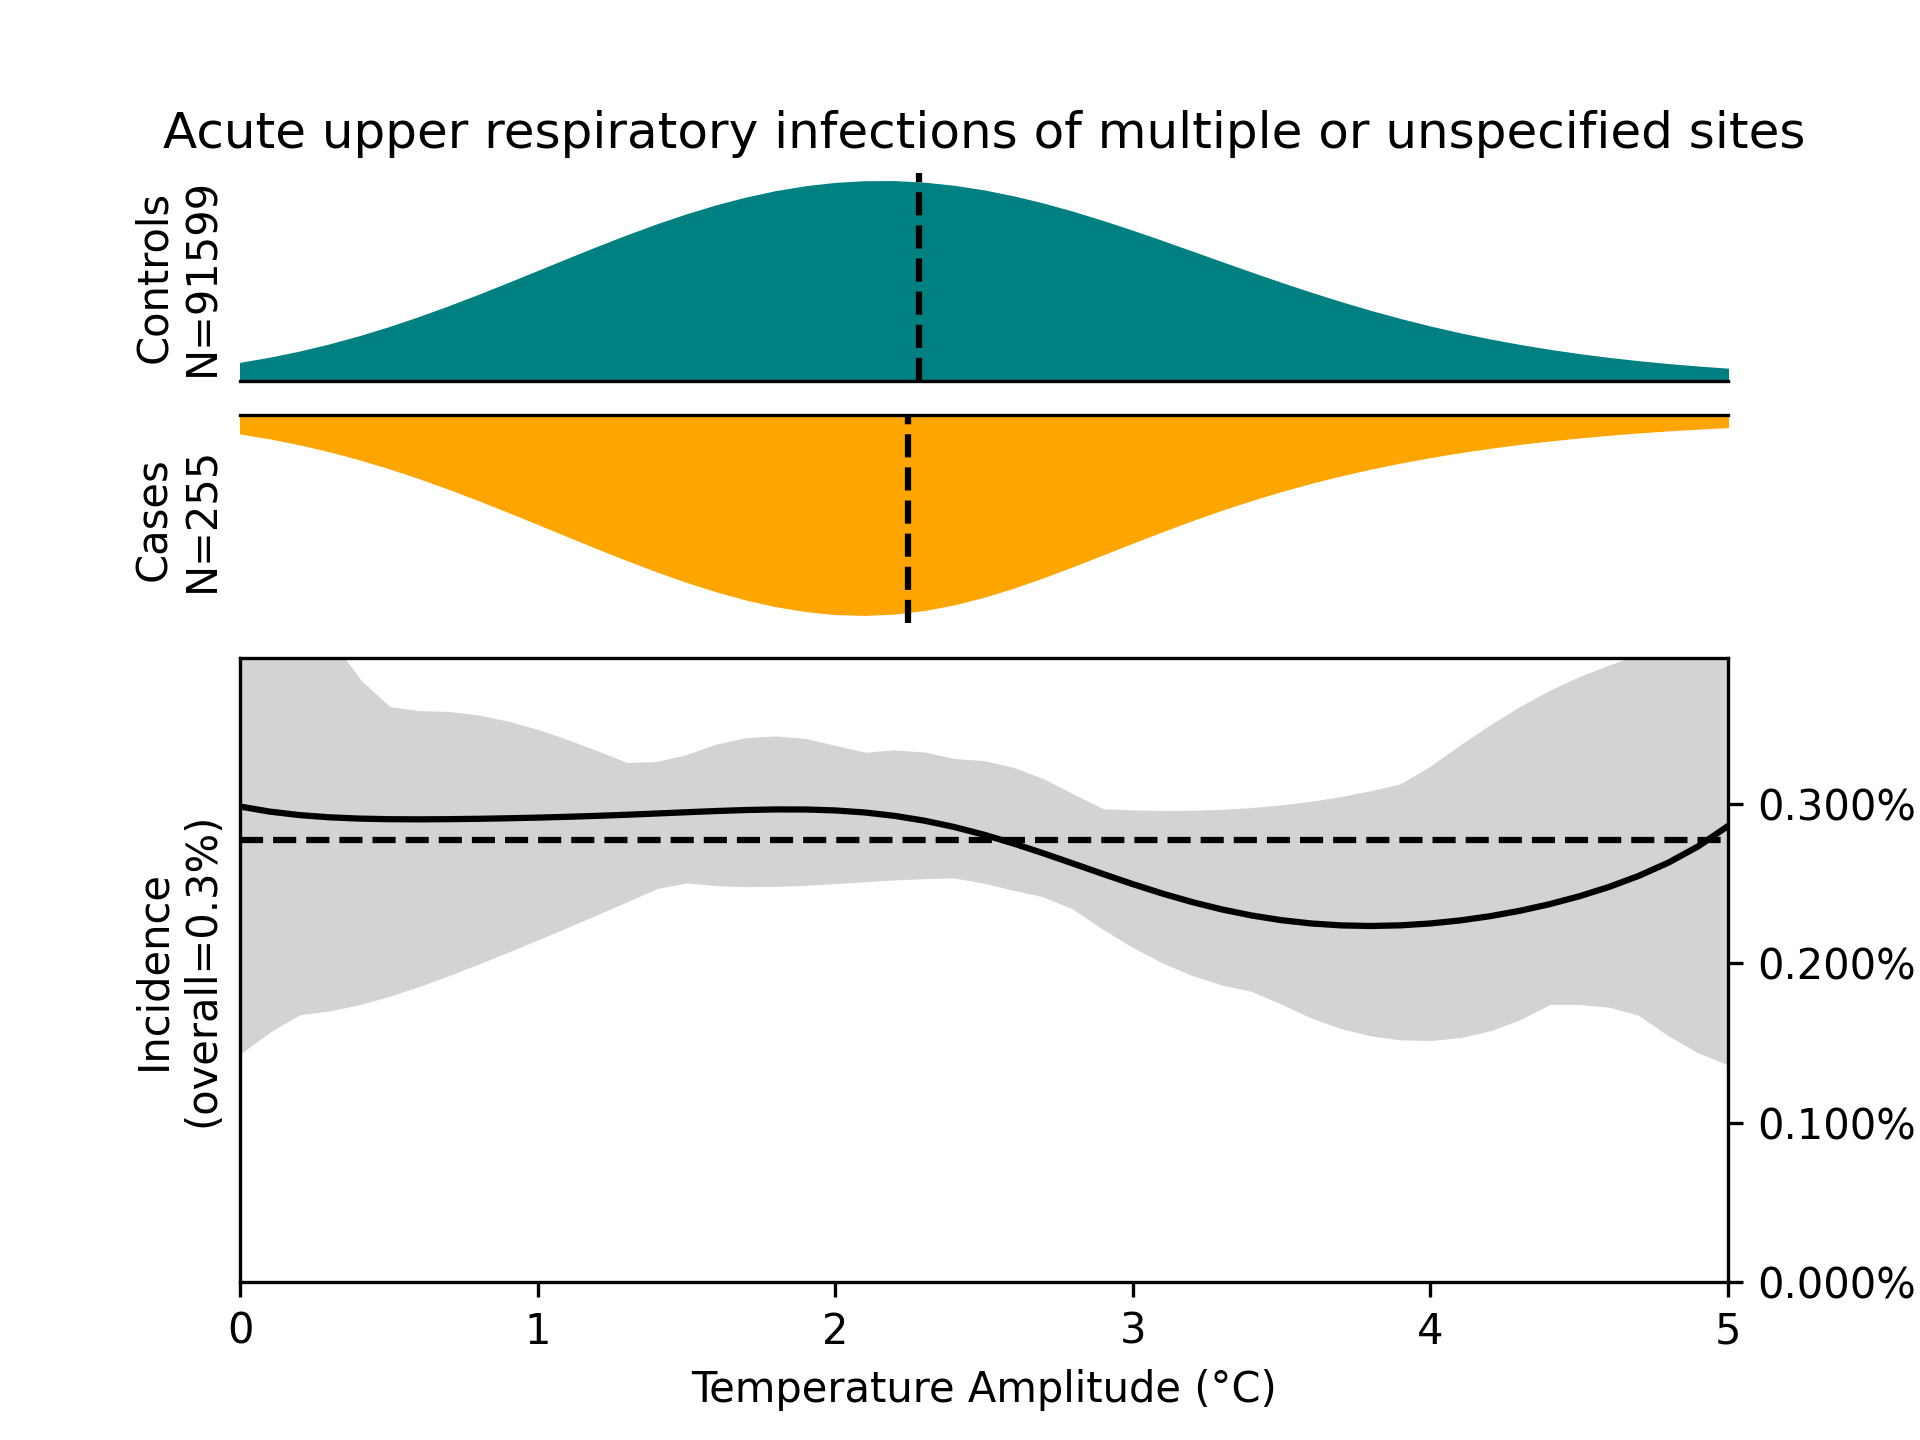 Acute upper respiratory infections of multiple or unspecified sites
Controls
N=91599
Cases
N=255
Incidence
(overall=0.3%)
0.300%
0.200%
0.100%
0.000%
0 1 2 3 4 5
Temperature Amplitude (°C)